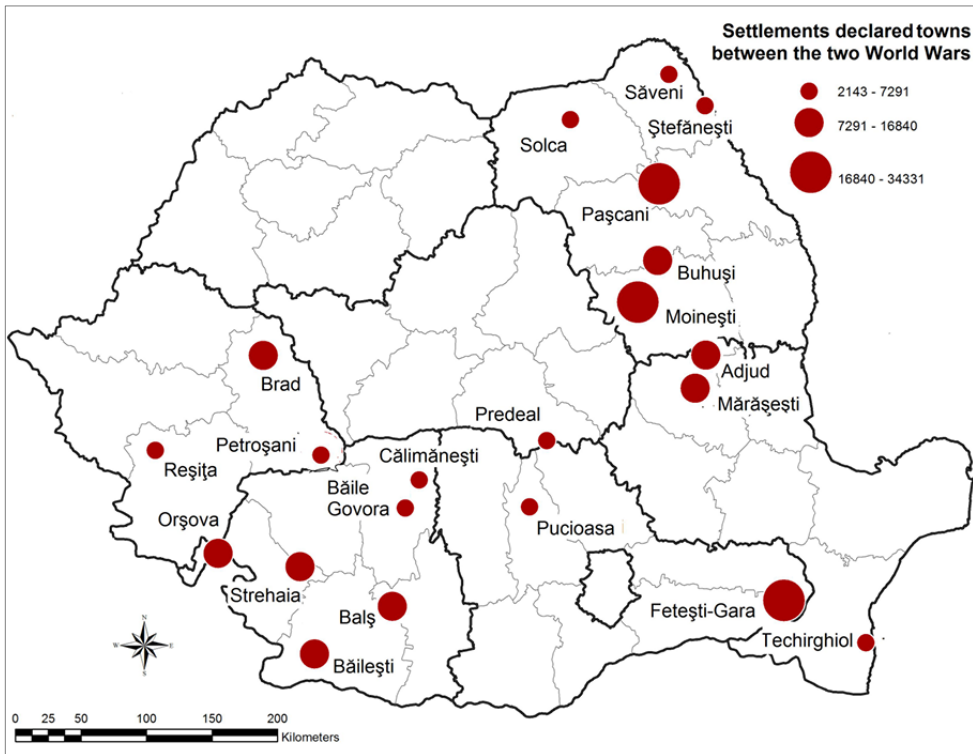 Settlements declared towns
between the two World Wars
2143 - 7291
7291 - 16840
16840 - 34331
Săveni
Ştefăneşti
Solca
Paşcani
Buhuşi
Moineşti
Adjud
Mărăşeşti
Brad
Predeal
Petroşani
Călimăneşti
Reşiţa
Băile
Govora
Pucioasa
Orşova
Strehaia
Balş
Feteşti-Gara
Techirghiol
Băileşti
N
W
E
S
0 25 50 100 150 200
Kilometers